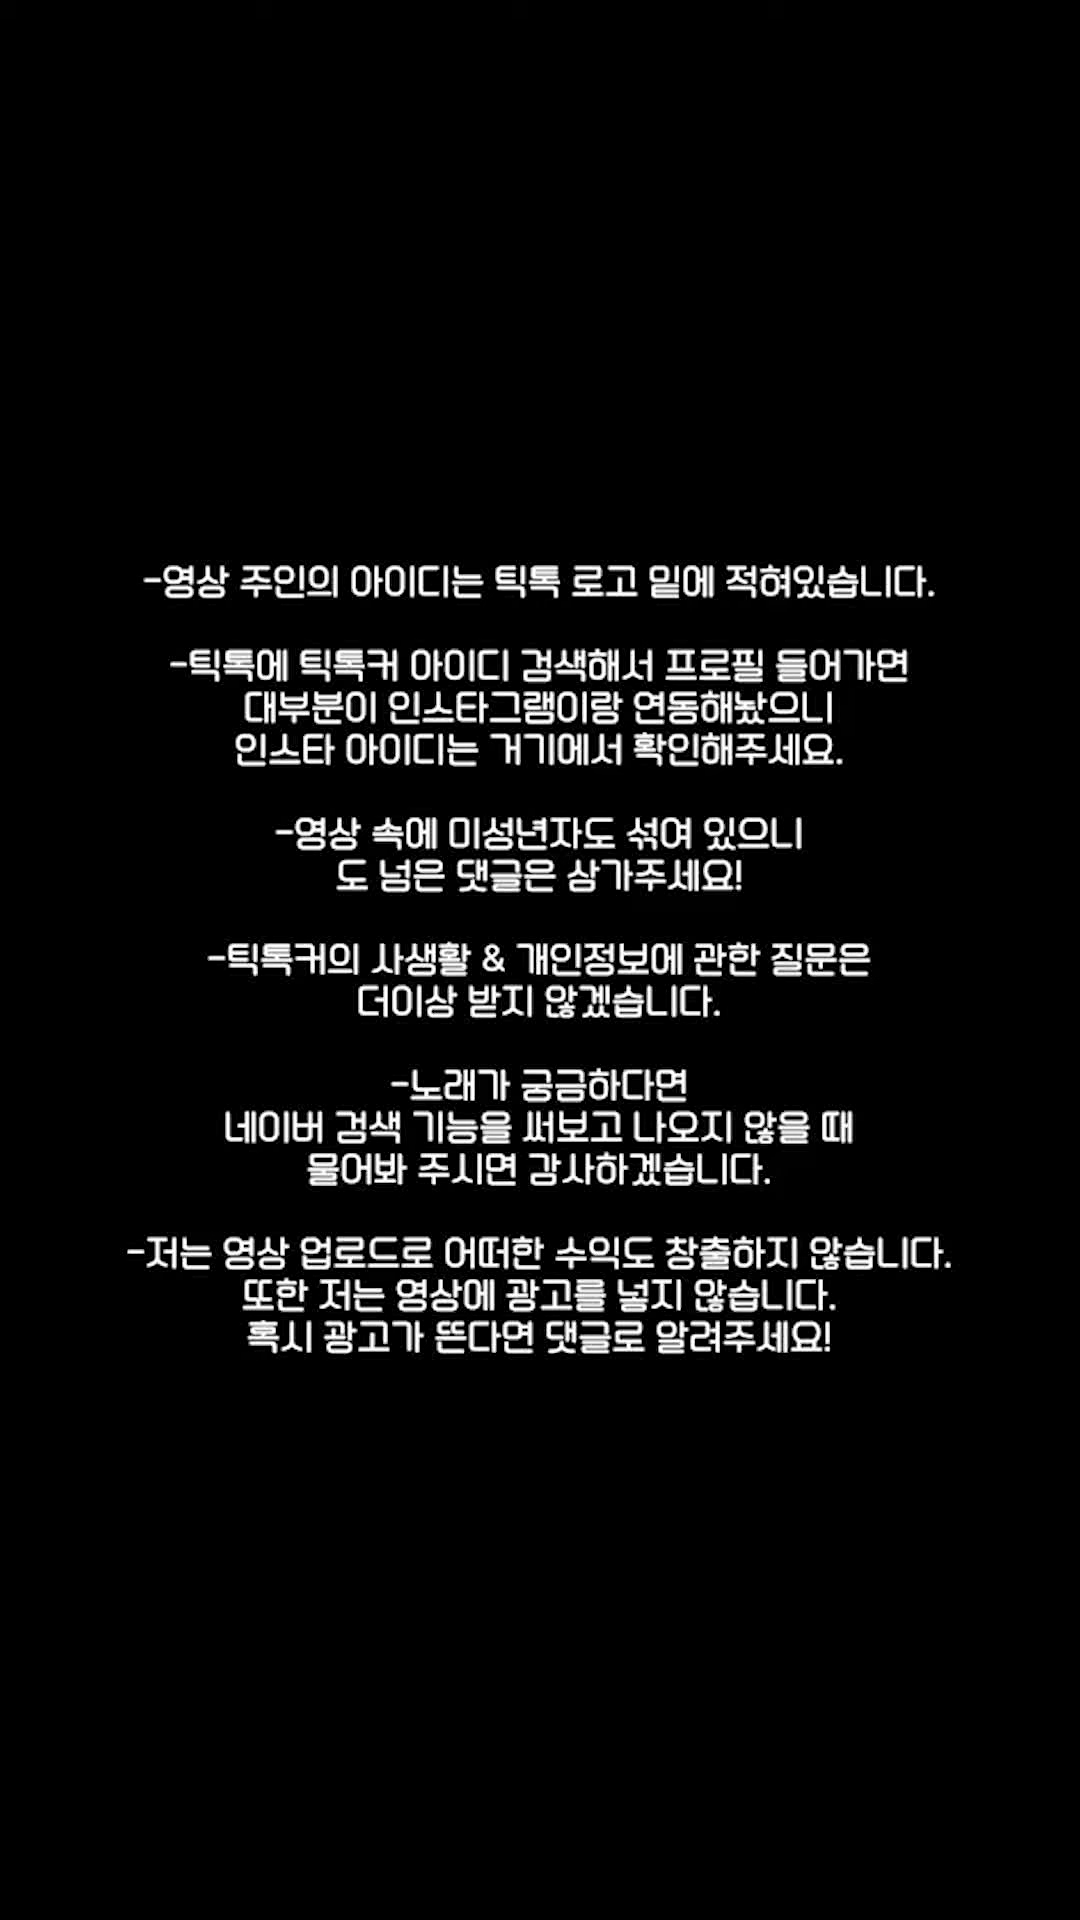 -영상 주인의 아이디는 틱톡 로고 밑에 적혀있습니다.
-틱톡에 틱톡커 아이디 검색해서 프로필 들어가면
대부분이 인스타그램이랑 연동해놨으니
인스타 아이디는 거기에서 확인해주세요.
-영상 속에 미성년자도 섞여 있으니
도 넘은 댓글은 삼가주세요!
-틱톡커의 사생활 & 개인정보에 관한 질문은
더이상 받지 않겠습니다.
-노래가 궁금하다면
네이버 검색 기능을 써보고 나오지 않을 때
물어봐 주시면 감사하겠습니다.
-저는 영상 업로드로 어떠한 수익도 창출하지 않습니다.
또한 저는 영상에 광고를 넣지 않습니다.
혹시 광고가 뜬다면 댓글로 알려주세요!